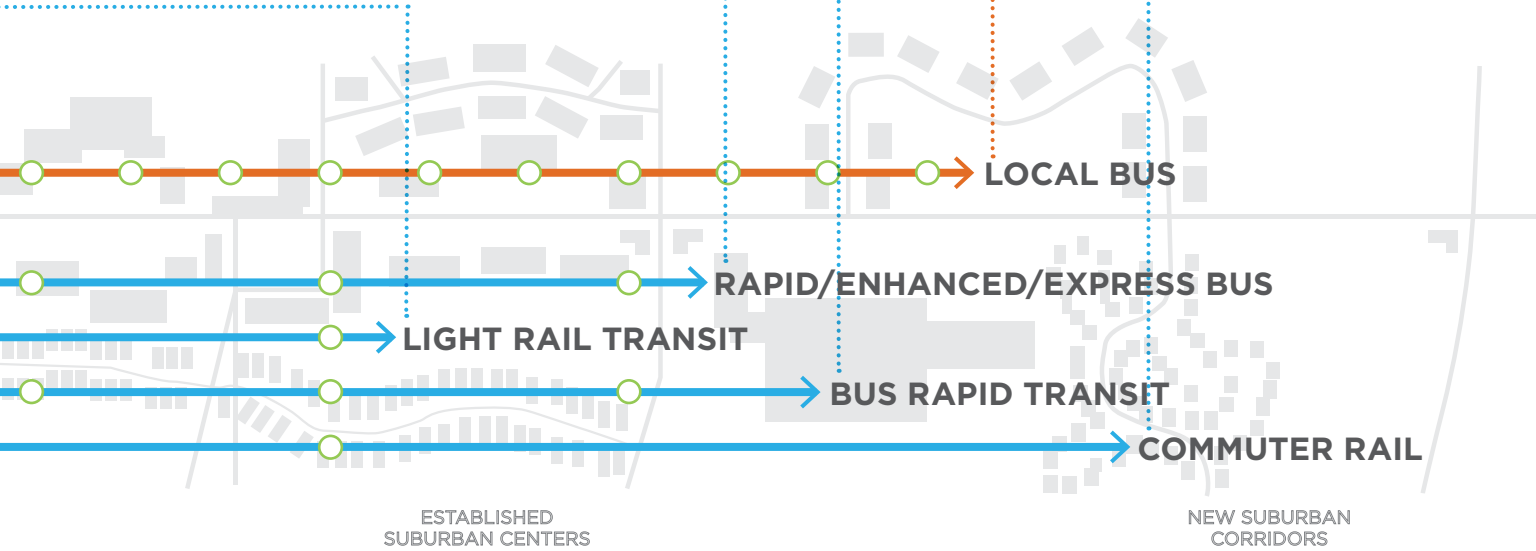 LOCAL BUS
RAPID/ENHANCED/EXPRESS BUS
LIGHT RAIL TRANSIT
BUS RAPID TRANSIT
COMMUTER RAIL
ESTABLISHED
SUBURBAN CENTERS
NEW SUBURBAN
CORRIDORS